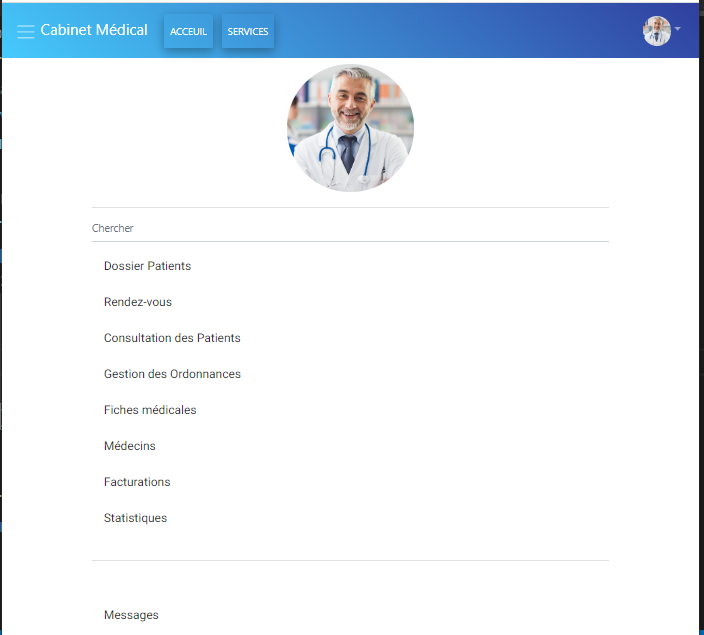 Cabinet Médical ACCEUIL SERVICES
Chercher
Dossier Patients
Rendez-vous
Consultation des Patients
Gestion des Ordonnances
Fiches médicales
Médecins
Facturations
Statistiques
Messages